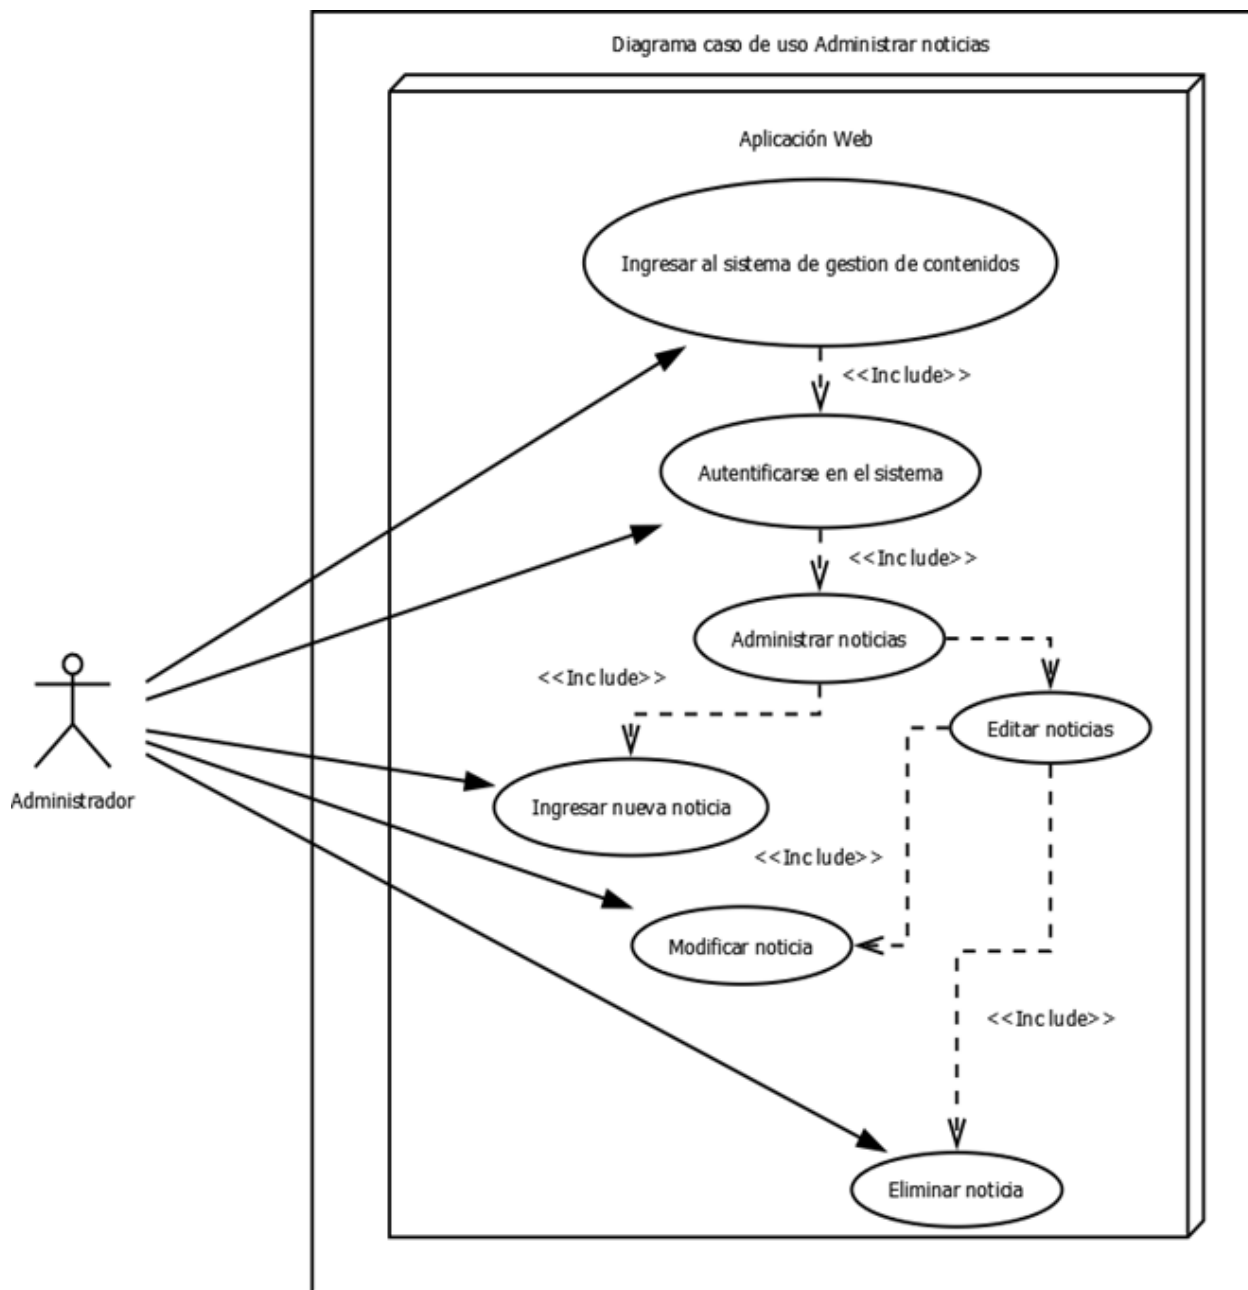 Diagrama caso de uso Administrar noticias
Aplicación Web
Ingresar al sistema de gestion de contenidos
<<Include>>
Autentificarse en el sistema
<<Include>>
Administrar noticias
<<Include>>
Editar noticias
Administrador
Ingresar nueva noticia
<<Include>>
Modificar noticia
<<Include>>
Eliminar noticia